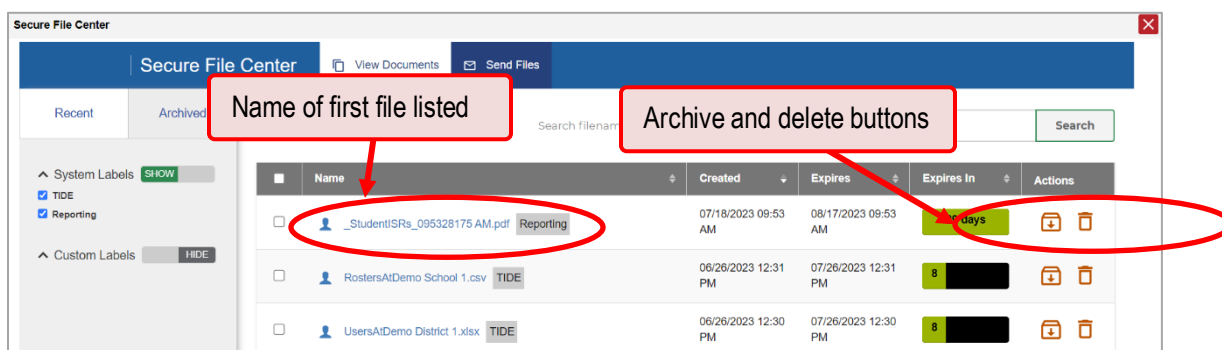 Secure File Center
Secure File Center View Documents Send Files
Name of first file listed
Archive and delete buttons
Recent Archived
Search filenam
Search
System Labels SHOW
TIDE
Reporting
Custom Labels HIDE
Name Created Expires Expires In Actions
_StudentISRs_095328175 AM.pdf Reporting 07/18/2023 09:53 AM 08/17/2023 09:53 AM days
RostersAtDemo School 1.csv TIDE 06/26/2023 12:31 PM 07/26/2023 12:31 PM 8
UsersAtDemo District 1.xlsx TIDE 06/26/2023 12:30 PM 07/26/2023 12:30 PM 8